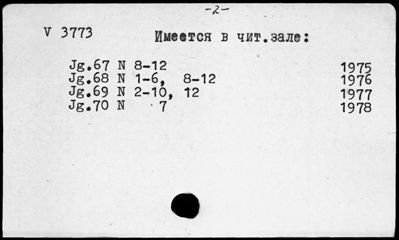 -2-
V 3773
Имеется в чит.зале:
Jg.67 N 8-12 1975
Jg.68 N 1-6, 8-12 1976
Jg.69 N 2-10, 12 1977
Jg.70 N 7 1978